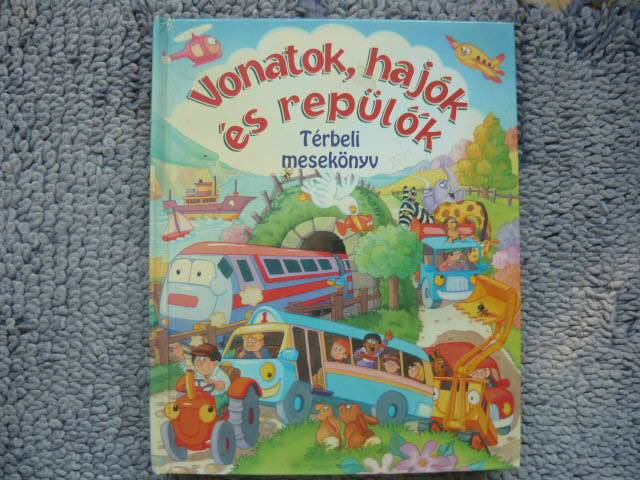 Vonatok, hajók
és repülők
Térbeli
mesekönyv